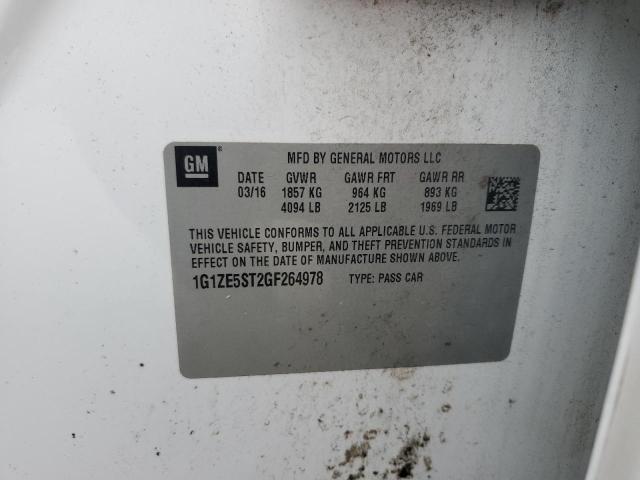 GM ® MFD BY GENERAL MOTORS LLC
DATE GVWR GAWR FRT GAWR RR
03/16 1857 KG 964 KG 893 KG
4094 LB 2125 LB 1969 LB
THIS VEHICLE CONFORMS TO ALL APPLICABLE U.S. FEDERAL MOTOR
VEHICLE SAFETY, BUMPER, AND THEFT PREVENTION STANDARDS IN
EFFECT ON THE DATE OF MANUFACTURE SHOWN ABOVE.
1G1ZE5ST2GF264978 TYPE: PASS CAR